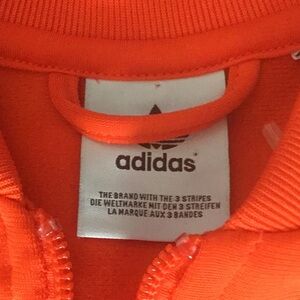 adidas
THE BRAND WITH THE 3 STRIPES
DIE WELTMARKE MIT DEN 3 STREIFEN
LA MARQUE AUX 3 BANDES